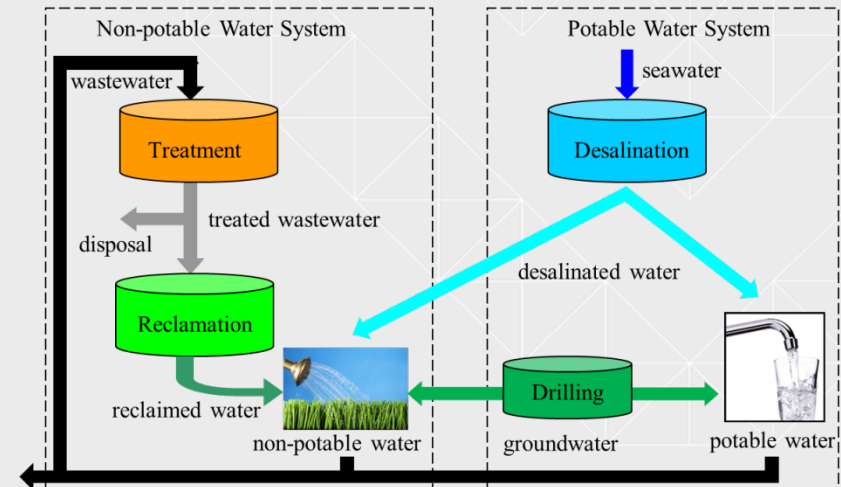 Non-potable Water System
Potable Water System
wastewater
seawater
Treatment
Desalination
treated wastewater
disposal
desalinated water
Reclamation
Drilling
reclaimed water
non-potable water
groundwater
potable water